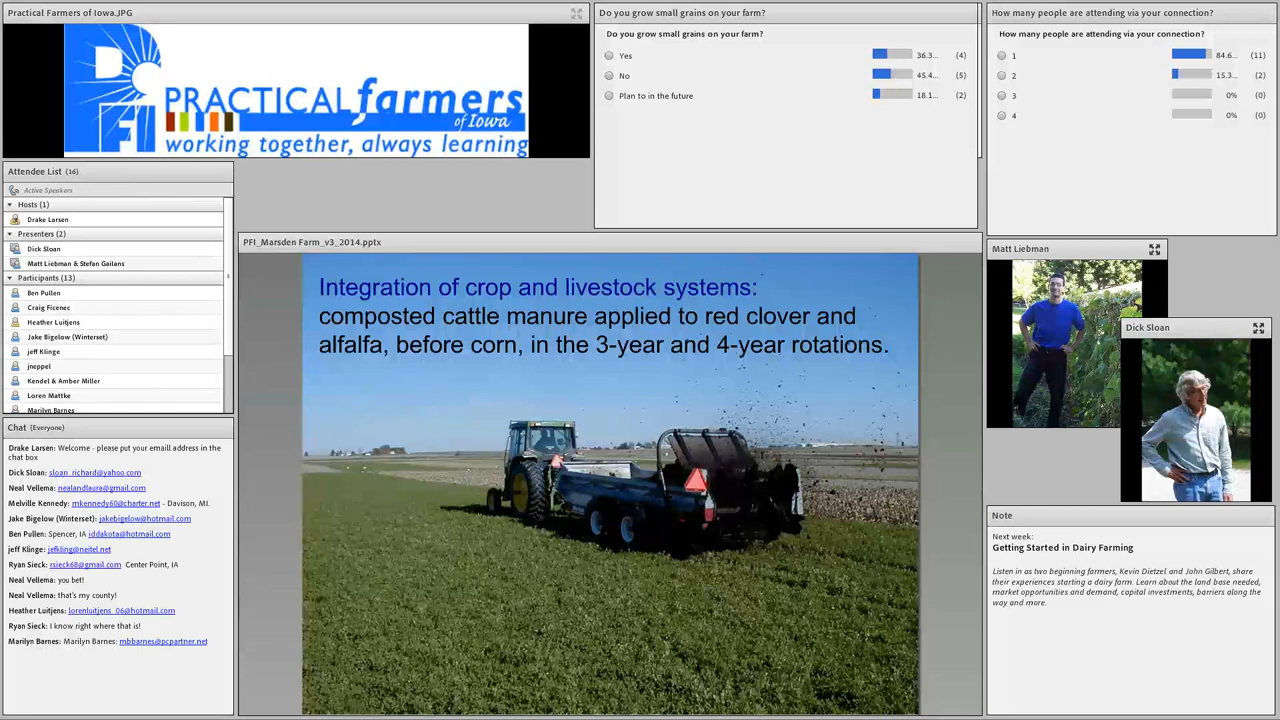 Practical Farmers of Iowa.JPG
PRACTICAL farmers
of Iowa
working together, always learning
PFI
Do you grow small grains on your farm?
Do you grow small grains on your farm?
Yes 36.3... (4)
No 45.4... (5)
Plan to in the future 18.1... (2)
How many people are attending via your connection?
How many people are attending via your connection?
1 84.6... (11)
2 15.3... (2)
3 0% (0)
4 0% (0)
Attendee List (16)
Active Speakers
Hosts (1)
Drake Larsen
Presenters (2)
Dick Sloan
Matt Liebman & Stefan Gailans
Participants (13)
Ben Pullen
Craig Ficenec
Heather Luitjens
Jake Bigelow (Winterset)
jeff Klinge
jneppel
Kendel & Amber Miller
Loren Mattke
Marilyn Barnes
Chat (Everyone)
Drake Larsen: Welcome - please put your emaill address in the
chat box
Dick Sloan: sloan_richard@yahoo.com
Neal Vellema: nealandlaura@gmail.com
Melville Kennedy: mkennedy60@charter.net - Davison, MI.
Jake Bigelow (Winterset): jakebigelow@hotmail.com
Ben Pullen: Spencer, IA iddakota@hotmail.com
jeff Klinge: jefkling@neitel.net
Ryan Sieck: rsieck68@gmail.com Center Point, IA
Neal Vellema: you bet!
Neal Vellema: that's my county!
Heather Luitjens: lorenluitjens_06@hotmail.com
Ryan Sieck: I know right where that is!
Marilyn Barnes: Marilyn Barnes: mbbarnes@pcpartner.net
PFI_Marsden Farm_v3_2014.pptx
Integration of crop and livestock systems:
composted cattle manure applied to red clover and
alfalfa, before corn, in the 3-year and 4-year rotations.
Matt Liebman
Dick Sloan
Note
Next week:
Getting Started in Dairy Farming
Listen in as two beginning farmers, Kevin Dietzel and John Gilbert, share
their experiences starting a dairy farm. Learn about the land base needed,
market opportunities and demand, capital investments, barriers along the
way and more.